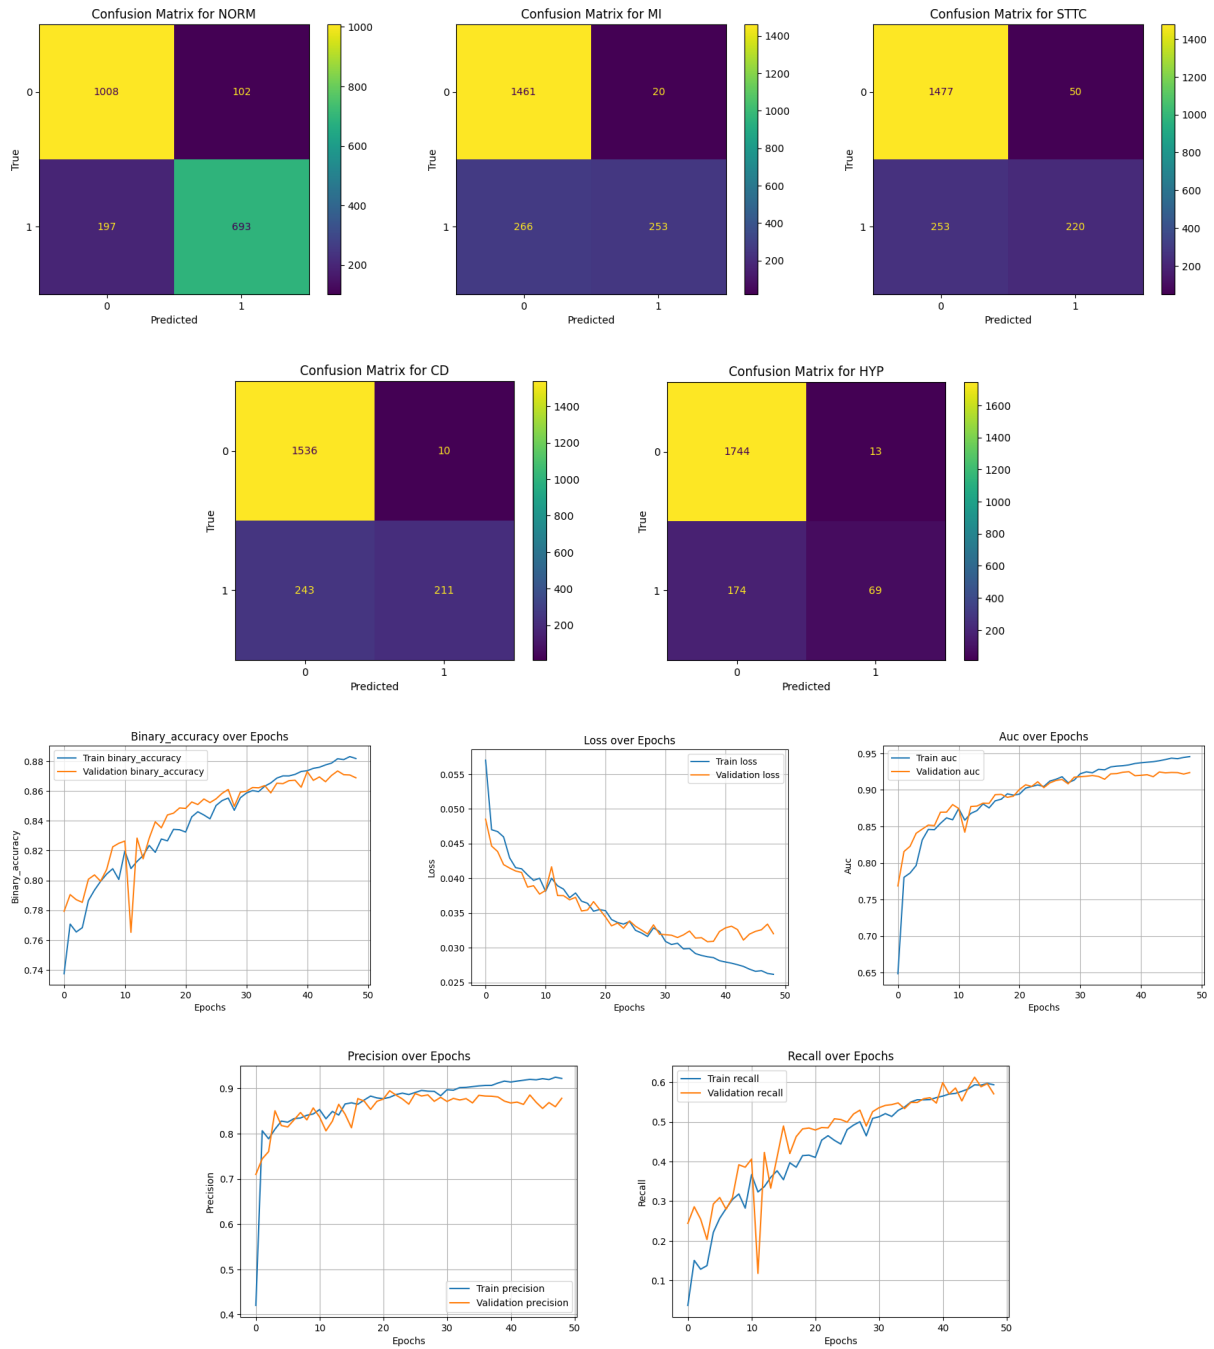 Confusion Matrix for NORM
1000
800
600
400
200
0
1
1008
102
197
693
True
0
1
Predicted
Confusion Matrix for MI
1400
1200
1000
800
600
400
200
0
1
1461
20
266
253
True
0
1
Predicted
Confusion Matrix for STTC
1400
1200
1000
800
600
400
200
0
1
1477
50
253
220
True
0
1
Predicted
Confusion Matrix for CD
1400
1200
1000
800
600
400
200
0
1
1536
10
243
211
True
0
1
Predicted
Confusion Matrix for HYP
1600
1400
1200
1000
800
600
400
200
0
1
1744
13
174
69
True
0
1
Predicted
Binary_accuracy over Epochs
Train binary_accuracy
Validation binary_accuracy
0.88
0.86
0.84
0.82
0.80
0.78
0.76
0.74
Binary_accuracy
0 10 20 30 40 50
Epochs
Loss over Epochs
Train loss
Validation loss
0.055
0.050
0.045
0.040
0.035
0.030
0.025
Loss
0 10 20 30 40 50
Epochs
Auc over Epochs
Train auc
Validation auc
0.95
0.90
0.85
0.80
0.75
0.70
0.65
Auc
0 10 20 30 40 50
Epochs
Precision over Epochs
0.9
0.8
0.7
0.6
0.5
0.4
Precision
Train precision
Validation precision
0 10 20 30 40 50
Epochs
Recall over Epochs
Train recall
Validation recall
0.6
0.5
0.4
0.3
0.2
0.1
Recall
0 10 20 30 40 50
Epochs